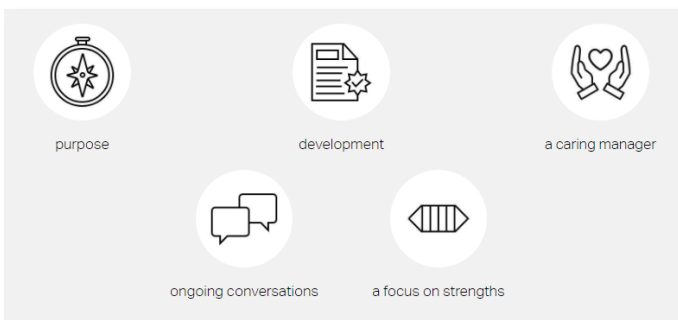 purpose
development
a caring manager
ongoing conversations
a focus on strengths